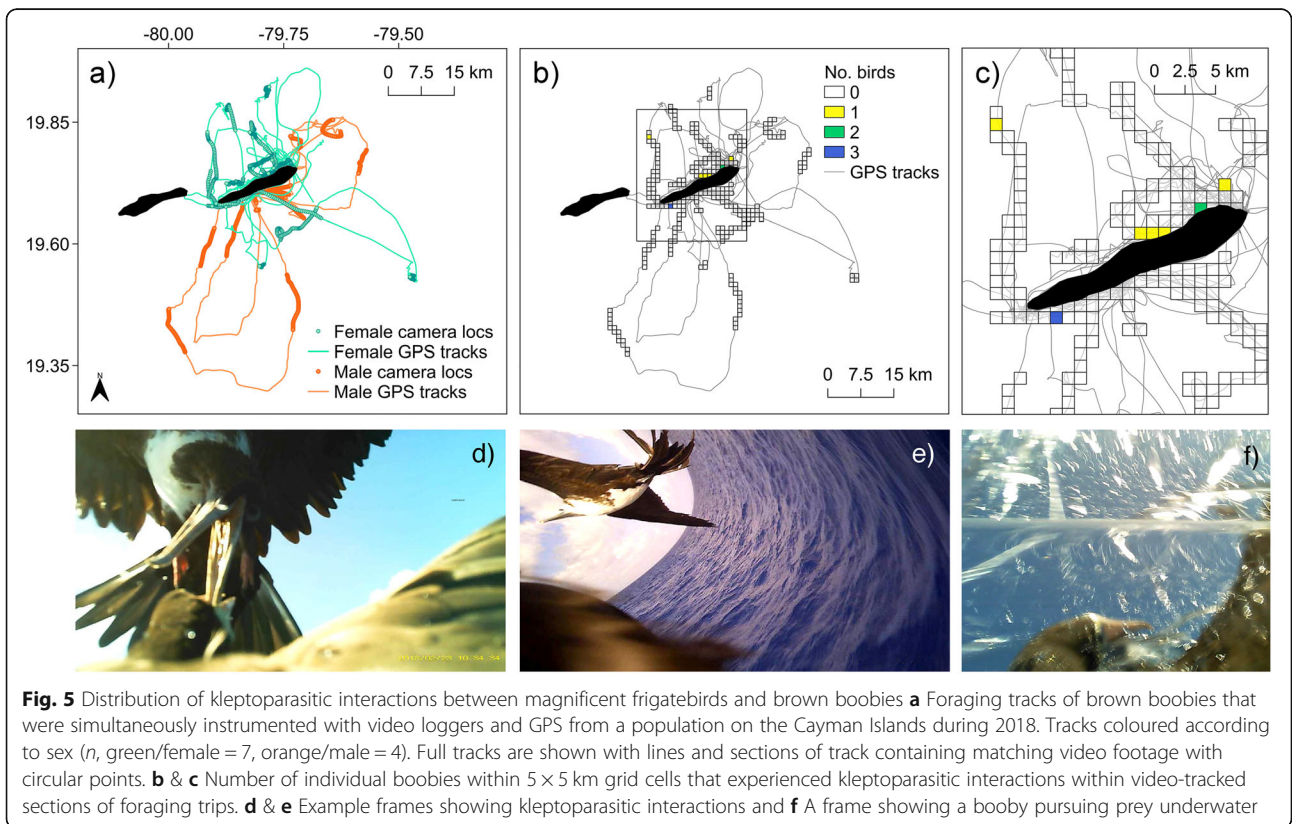 -80.00 -79.75 -79.50
a)
0 7.5 15 km
19.85
19.60
19.35
N
Female camera locs
Female GPS tracks
Male camera locs
Male GPS tracks
b)
No. birds
0
1
2
3
GPS tracks
0 7.5 15 km
c)
0 2.5 5 km
d)
2018/02/25 10:34:34
e)
f)
Fig. 5 Distribution of kleptoparasitic interactions between magnificent frigatebirds and brown boobies a Foraging tracks of brown boobies that
were simultaneously instrumented with video loggers and GPS from a population on the Cayman Islands during 2018. Tracks coloured according
to sex (n, green/female = 7, orange/male = 4). Full tracks are shown with lines and sections of track containing matching video footage with
circular points. b & c Number of individual boobies within 5 × 5 km grid cells that experienced kleptoparasitic interactions within video-tracked
sections of foraging trips. d & e Example frames showing kleptoparasitic interactions and f A frame showing a booby pursuing prey underwater